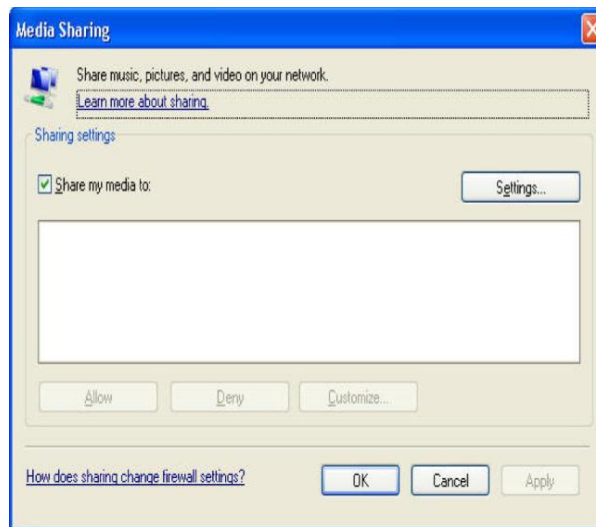 Media Sharing
Share music, pictures, and video on your network.
Learn more about sharing.
Sharing settings
Share my media to:
Settings...
Allow
Deny
Customize...
How does sharing change firewall settings?
OK
Cancel
Apply